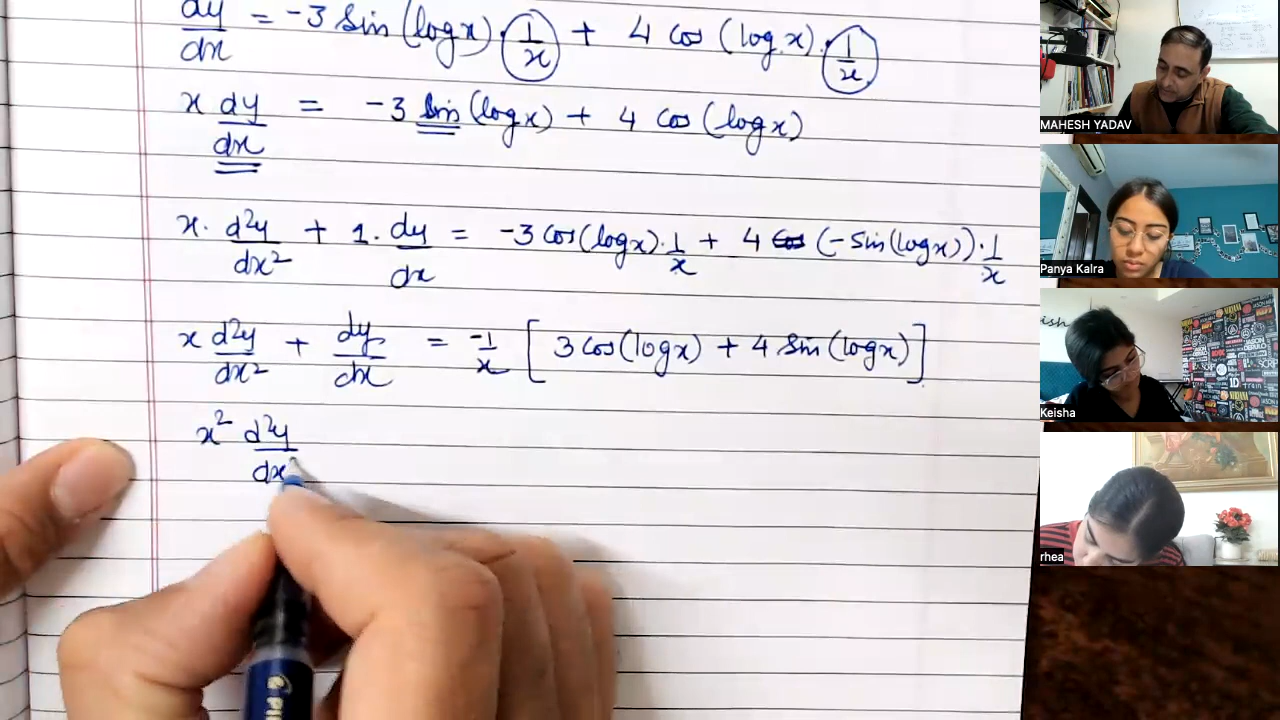 dy/dx = -3 sin (log x) · 1/x + 4 cos (log x) · 1/x
x dy/dx = -3 sin (log x) + 4 cos (log x)
x · d²y/dx² + 1 · dy/dx = -3 cos (log x) · 1/x + 4 (- sin (log x)) · 1/x
x d²y/dx² + dy/dx = -1/x [ 3 cos (log x) + 4 sin (log x) ]
x² d²y/dx²
MAHESH YADAV
Panya Kalra
Keisha
rhea